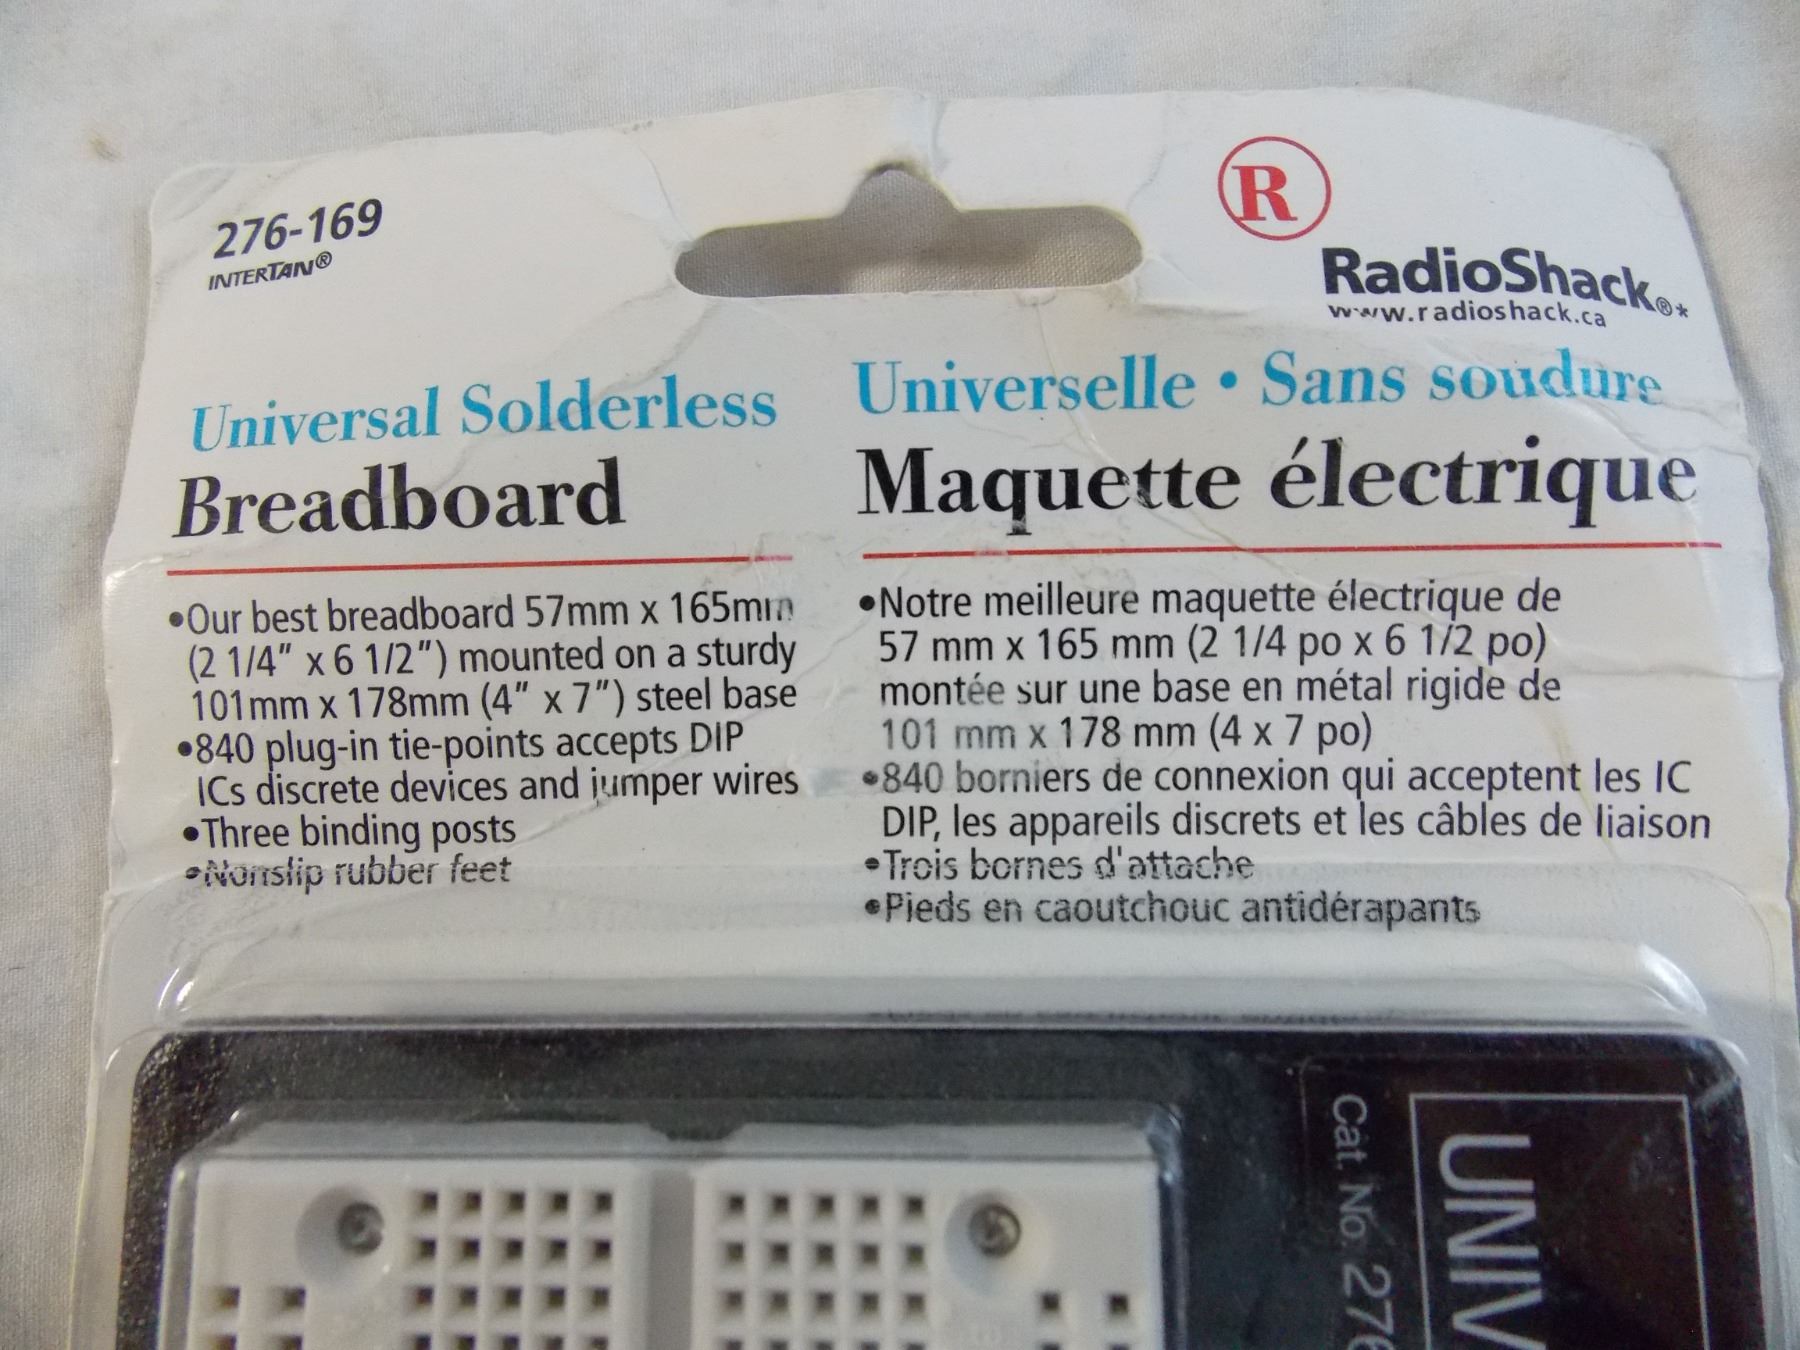 276-169
INTERTAN®
R
RadioShack®*
www.radioshack.ca
Universal Solderless
Breadboard
•Our best breadboard 57mm x 165mm
(2 1/4" x 6 1/2") mounted on a sturdy
101mm x 178mm (4" x 7") steel base
•840 plug-in tie-points accepts DIP
ICs discrete devices and jumper wires
•Three binding posts
•Nonslip rubber feet
Universelle • Sans soudure
Maquette électrique
•Notre meilleure maquette électrique de
57 mm x 165 mm (2 1/4 po x 6 1/2 po)
montée sur une base en métal rigide de
101 mm x 178 mm (4 x 7 po)
•840 borniers de connexion qui acceptent les IC
DIP, les appareils discrets et les câbles de liaison
•Trois bornes d'attache
•Pieds en caoutchouc antidérapants
UNIV
Cat. No. 276